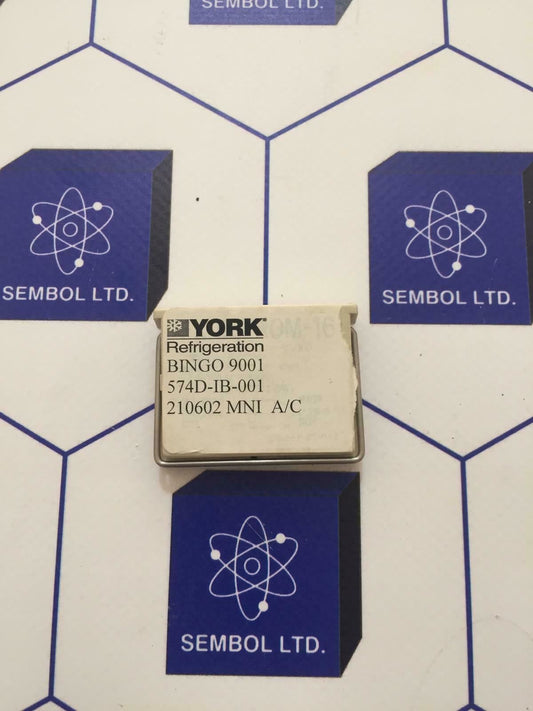 SEMBOL LTD.
SEMBOL LTD.
SEMBOL LTD.
YORK®
Refrigeration
BINGO 9001
574D-IB-001
210602 MNI A/C
SEMBOL LTD.